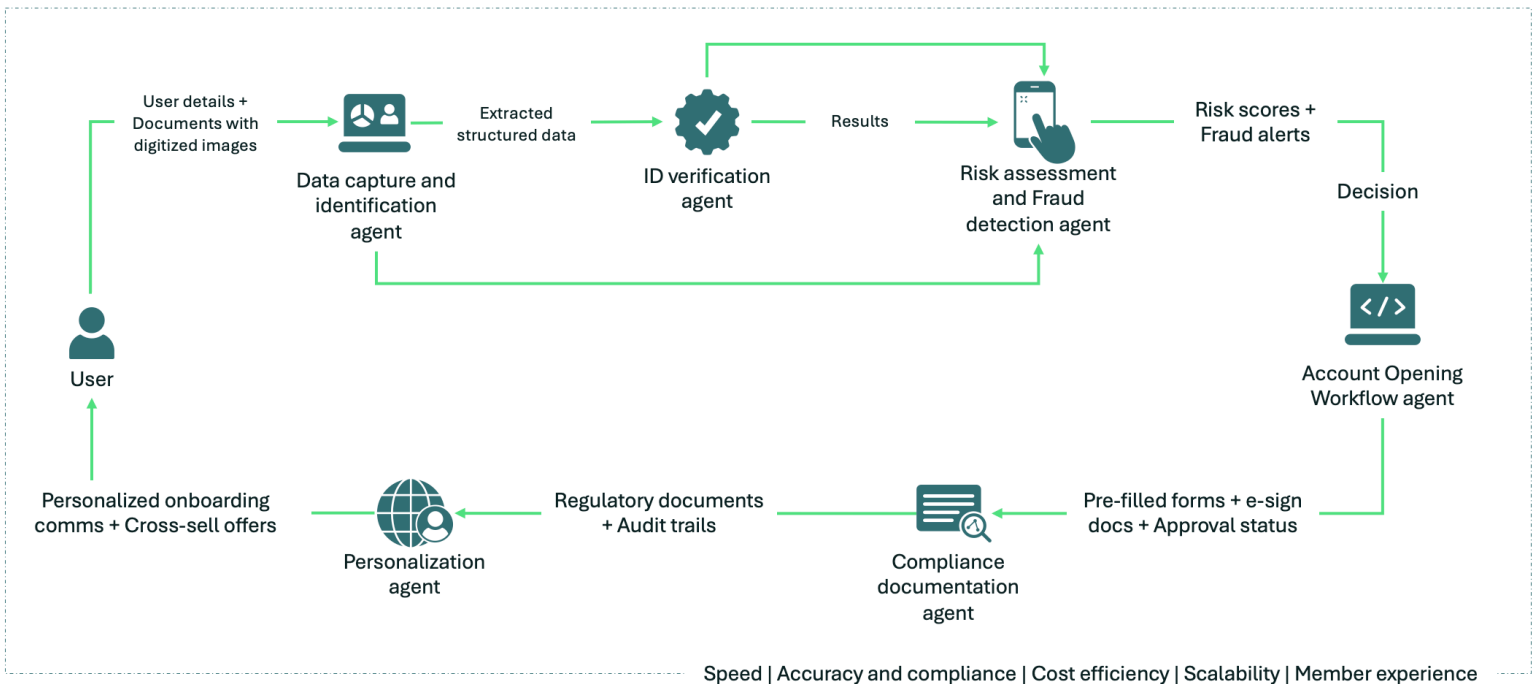 User details +
Documents with
digitized images
Data capture and
identification
agent
Extracted
structured data
ID verification
agent
Results
Risk assessment
and Fraud
detection agent
Risk scores +
Fraud alerts
Decision
Account Opening
Workflow agent
Pre-filled forms + e-sign
docs + Approval status
Compliance
documentation
agent
Regulatory documents
+ Audit trails
Personalization
agent
Personalized onboarding
comms + Cross-sell offers
User
Speed | Accuracy and compliance | Cost efficiency | Scalability | Member experience